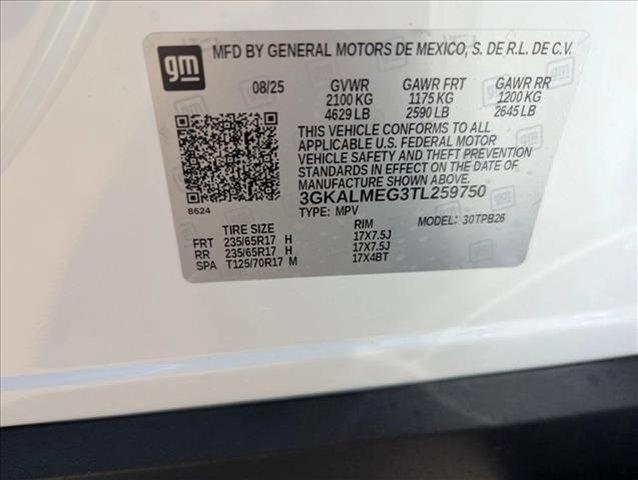 gm
MFD BY GENERAL MOTORS DE MEXICO, S. DE R.L. DE C.V.
08/25 GVWR GAWR FRT GAWR RR
2100 KG 1175 KG 1200 KG
4629 LB 2590 LB 2645 LB
THIS VEHICLE CONFORMS TO ALL
APPLICABLE U.S. FEDERAL MOTOR
VEHICLE SAFETY AND THEFT PREVENTION
STANDARDS IN EFFECT ON THE DATE OF
MANUFACTURE SHOWN ABOVE.
8624
3GKALMEG3TL259750
TYPE: MPV MODEL: 30TPB26
TIRE SIZE RIM
FRT 235/65R17 H 17X7.5J
RR 235/65R17 H 17X7.5J
SPA T125/70R17 M 17X4BT